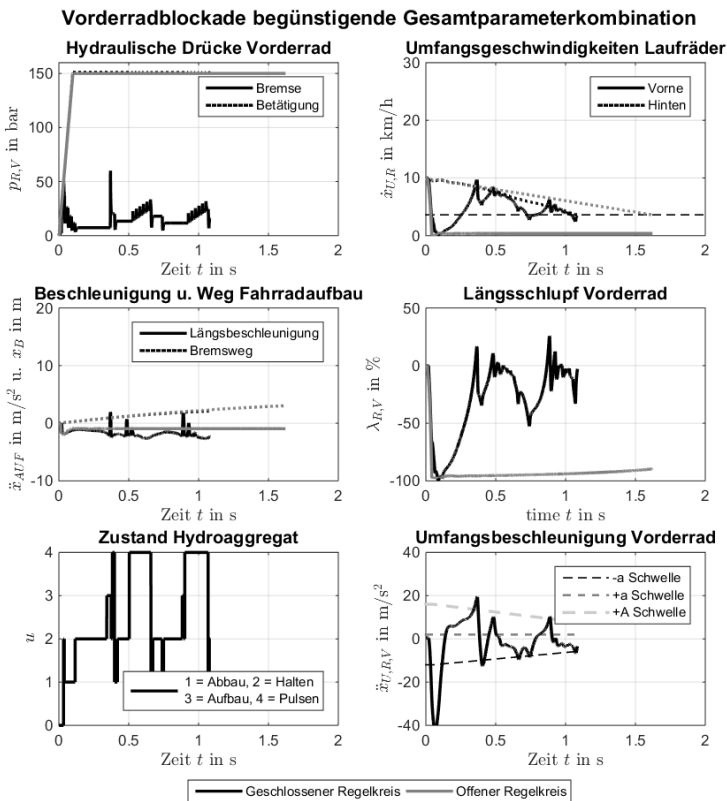 Vorderradblockade begünstigende Gesamtparameterkombination
Hydraulische Drücke Vorderrad
150
100
50
0
p_{R,V} in bar
Bremse
Betätigung
0 0.5 1 1.5 2
Zeit t in s
Umfangsgeschwindigkeiten Laufräder
30
20
10
0
ẋ_{U,R} in km/h
Vorne
Hinten
0 0.5 1 1.5 2
Zeit t in s
Beschleunigung u. Weg Fahrradaufbau
20
10
0
-10
ẍ_{AUF} in m/s² u. x_B in m
Längsbeschleunigung
Bremsweg
0 0.5 1 1.5 2
Zeit t in s
Längsschlupf Vorderrad
50
0
-50
-100
λ_{R,V} in %
0 0.5 1 1.5 2
time t in s
Zustand Hydroaggregat
4
3
2
1
0
u
1 = Abbau, 2 = Halten
3 = Aufbau, 4 = Pulsen
0 0.5 1 1.5 2
Zeit t in s
Umfangsbeschleunigung Vorderrad
40
20
0
-20
-40
ẍ_{U,R,V} in m/s²
-a Schwelle
+a Schwelle
+A Schwelle
0 0.5 1 1.5 2
Zeit t in s
Geschlossener Regelkreis Offener Regelkreis